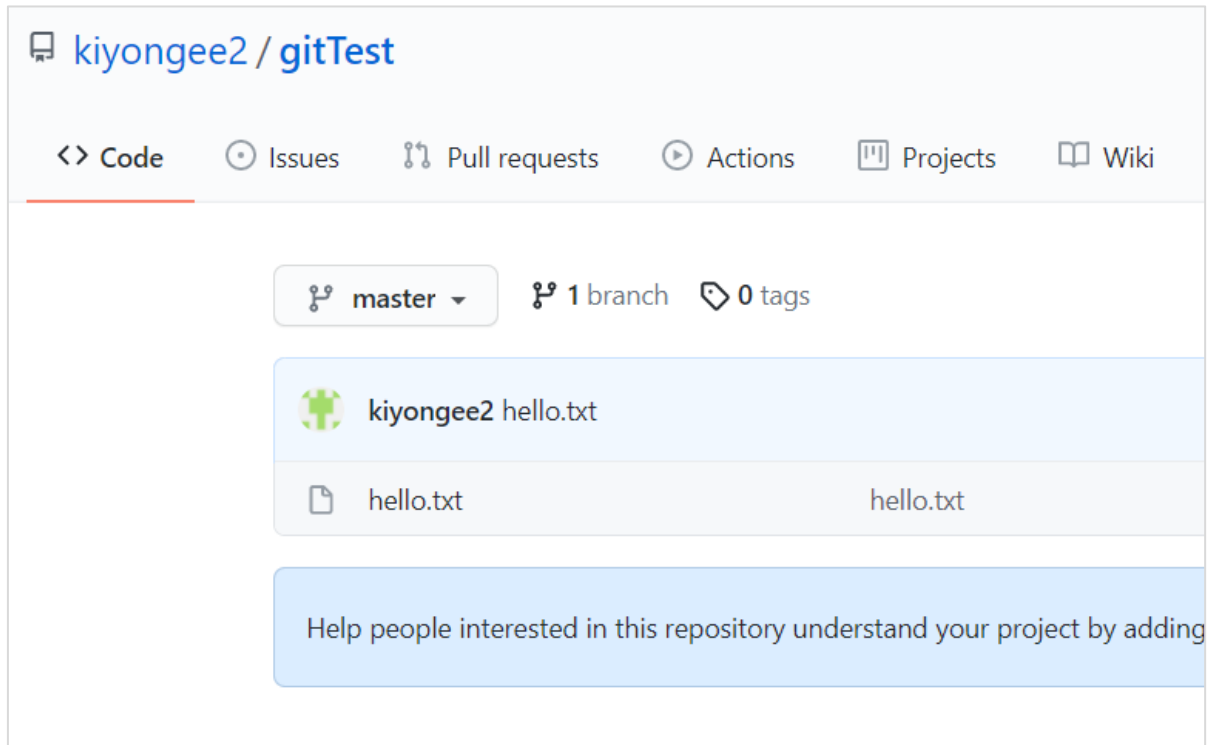 kiyongee2 / gitTest
Code Issues Pull requests Actions Projects Wiki
master 1 branch 0 tags
kiyongee2 hello.txt
hello.txt hello.txt
Help people interested in this repository understand your project by adding